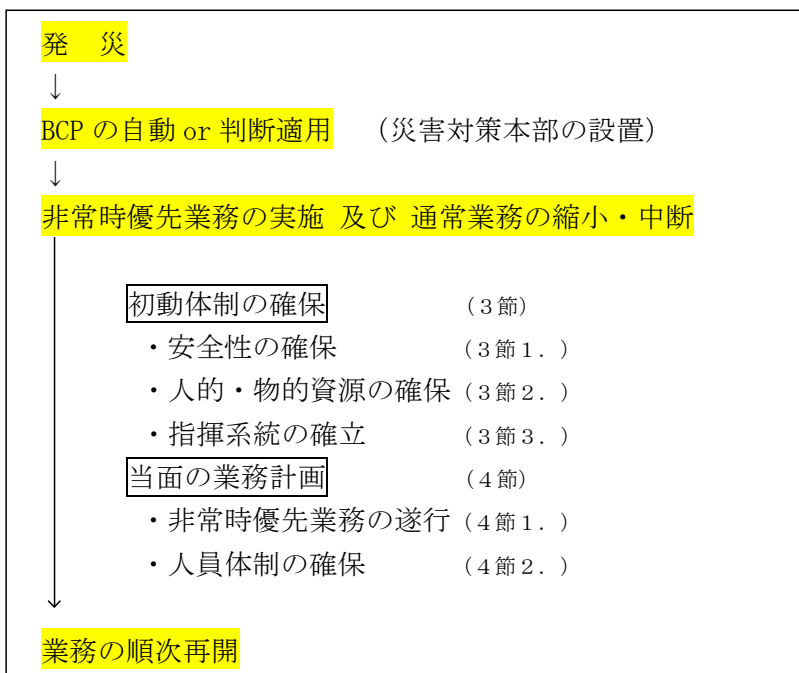 発　災
↓
BCP の自動 or 判断適用　（災害対策本部の設置）
↓
非常時優先業務の実施 及び 通常業務の縮小・中断
初動体制の確保　（３節）
・安全性の確保　（３節１．）
・人的・物的資源の確保（３節２．）
・指揮系統の確立　（３節３．）
当面の業務計画　（４節）
・非常時優先業務の遂行（４節１．）
・人員体制の確保　（４節２．）
業務の順次再開